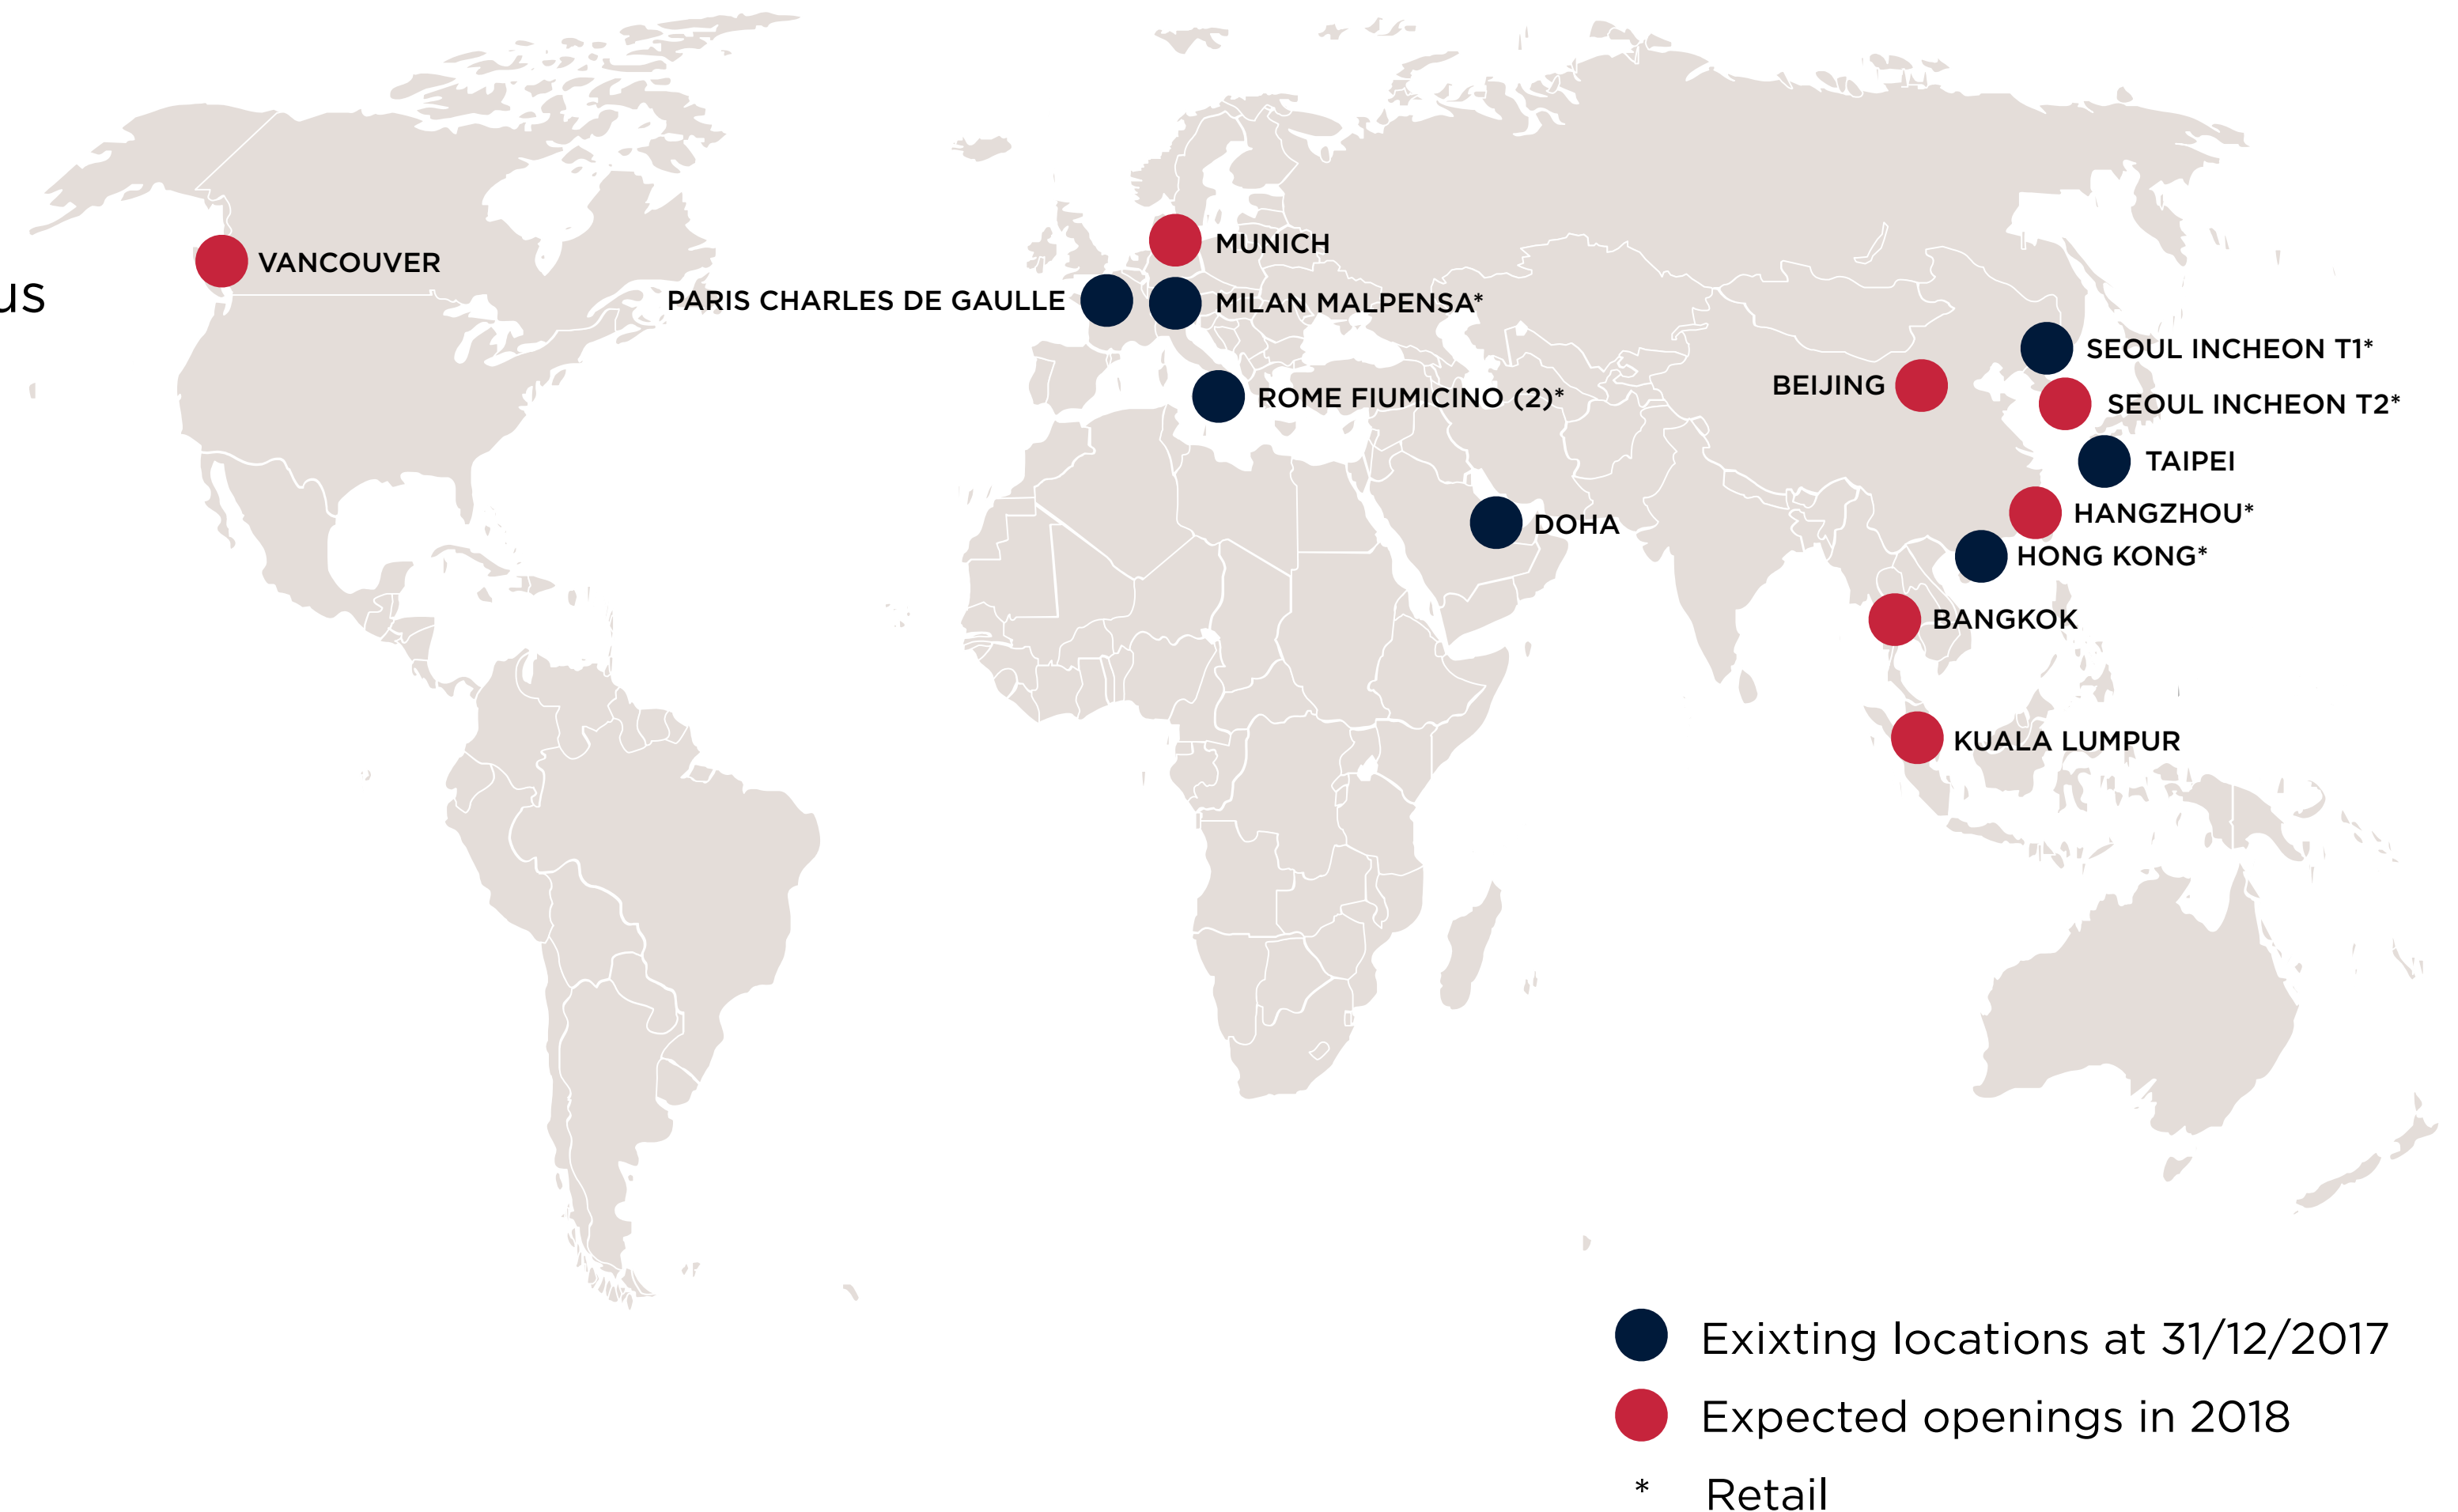 VANCOUVER
us
MUNICH
PARIS CHARLES DE GAULLE
MILAN MALPENSA*
ROME FIUMICINO (2)*
DOHA
SEOUL INCHEON T1*
BEIJING
SEOUL INCHEON T2*
TAIPEI
HANGZHOU*
HONG KONG*
BANGKOK
KUALA LUMPUR
Exixting locations at 31/12/2017
Expected openings in 2018
* Retail